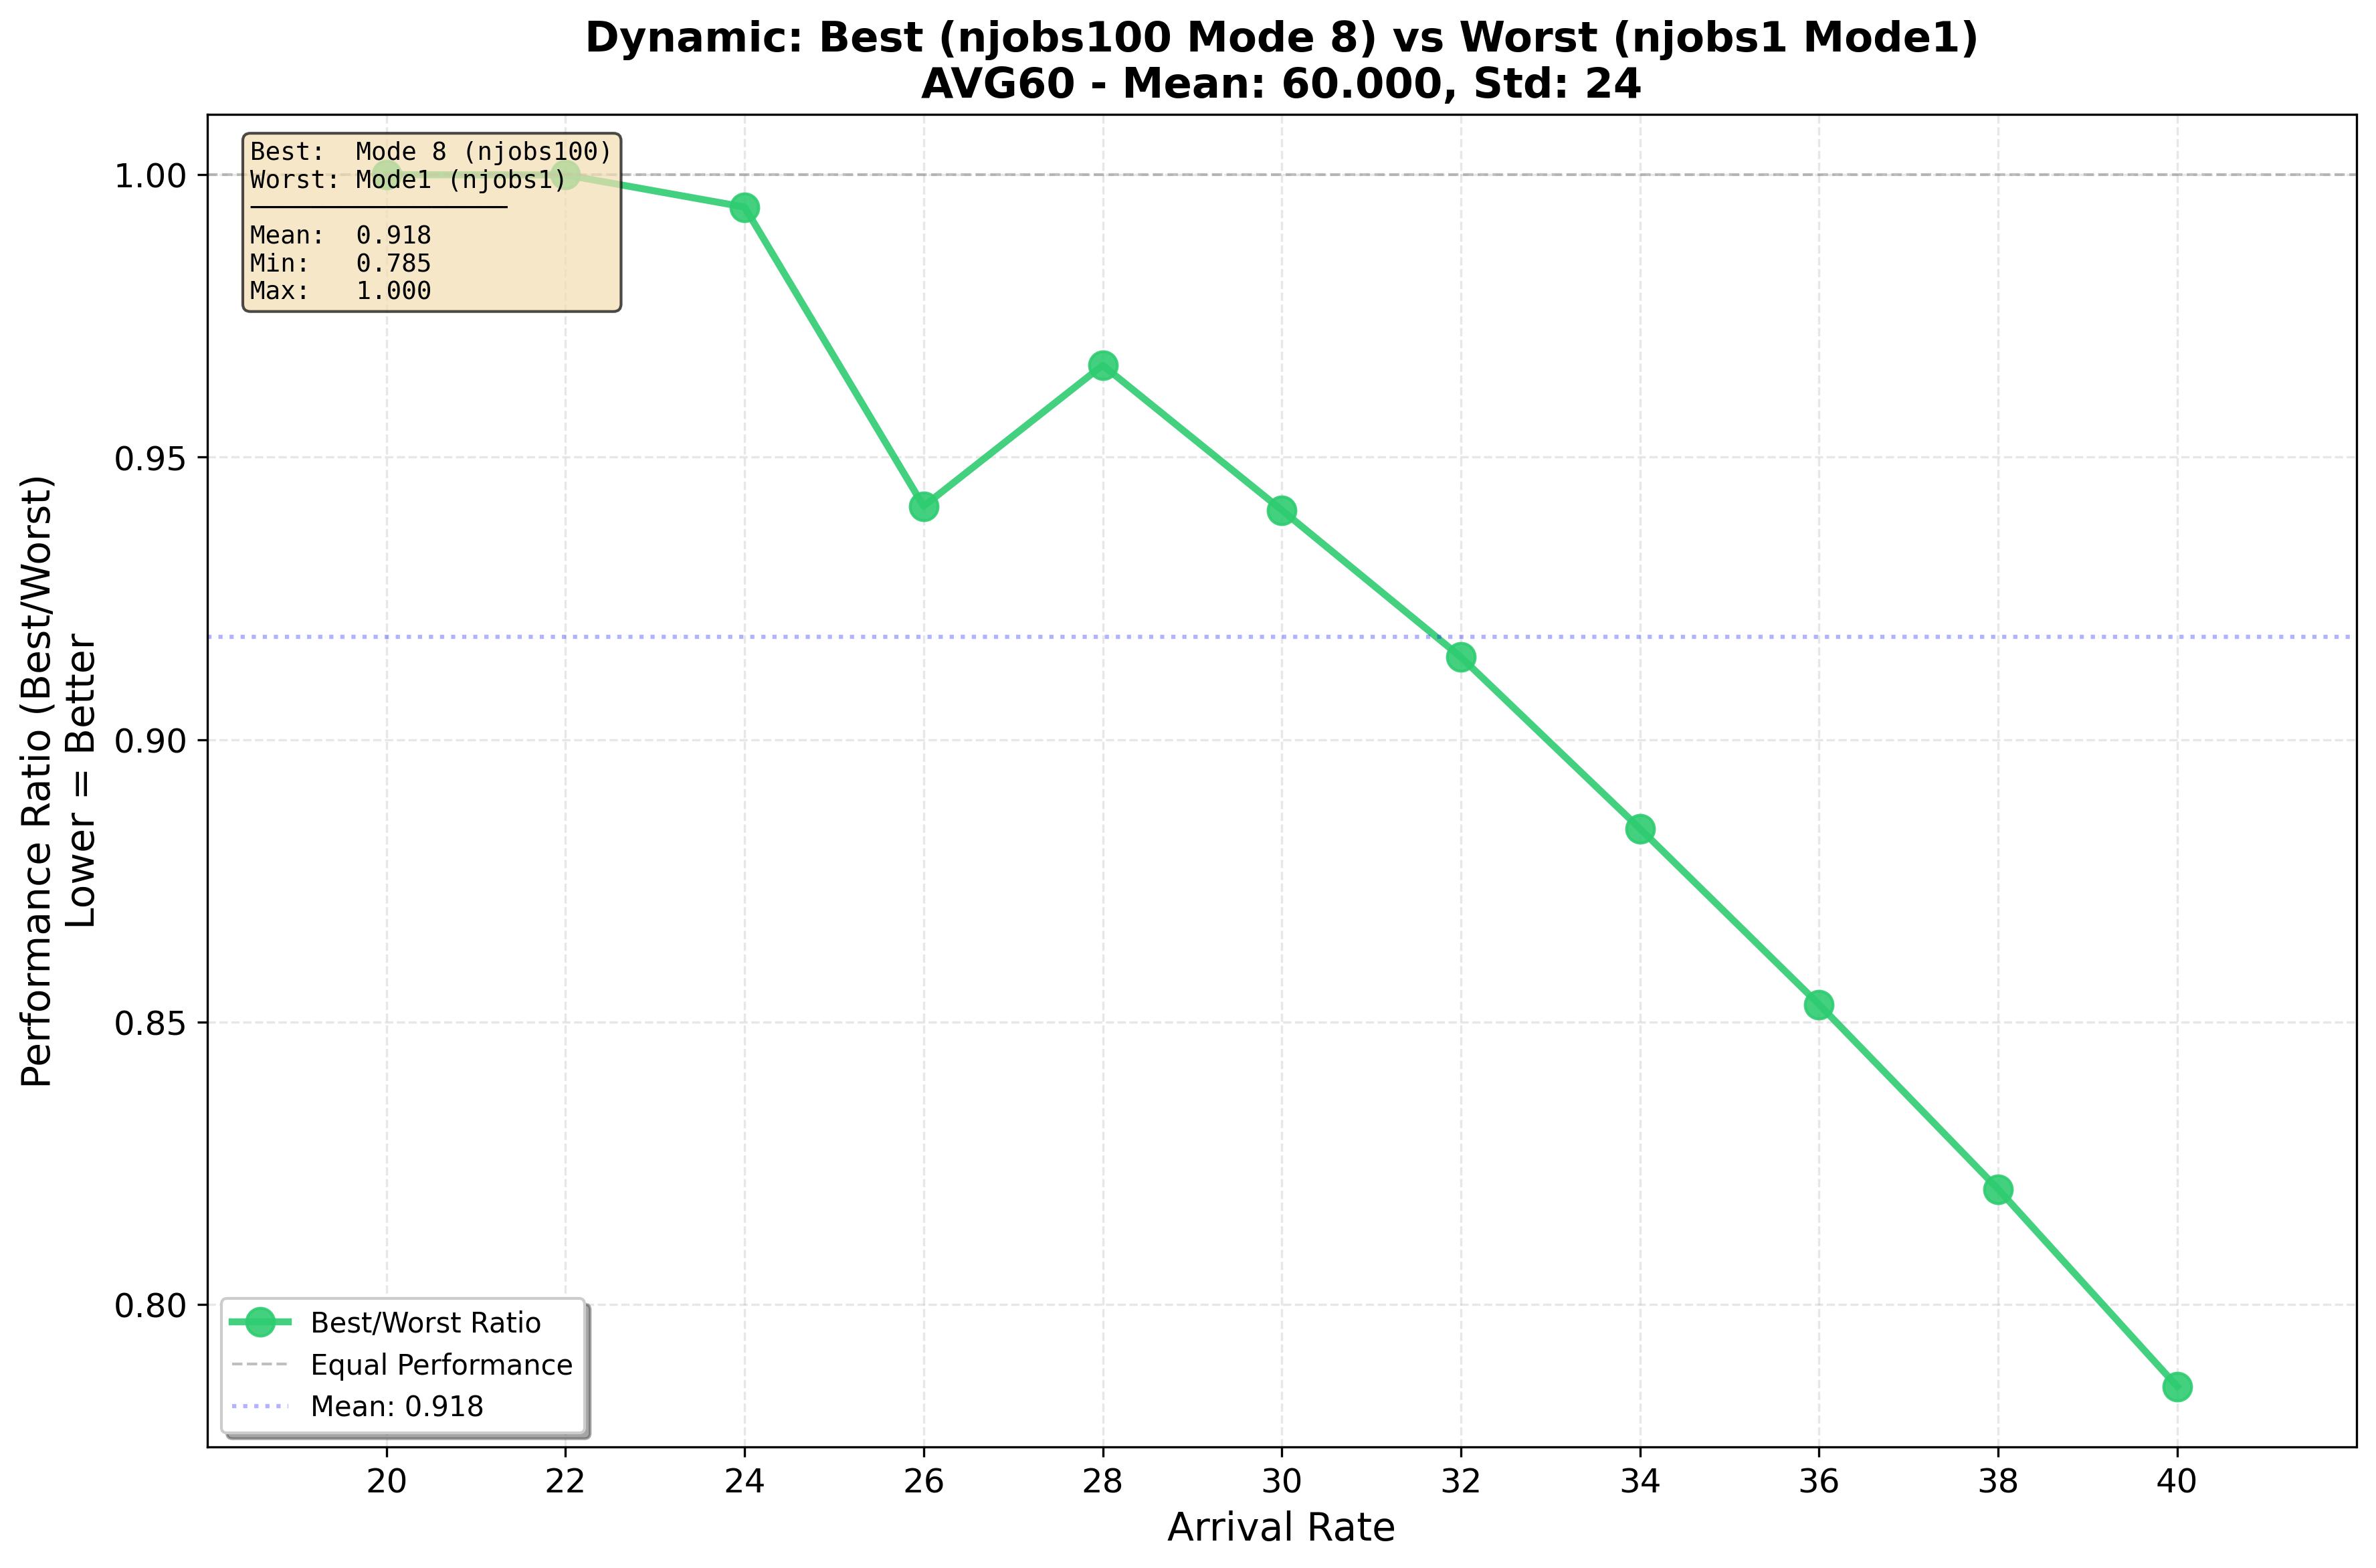 Dynamic: Best (njobs100 Mode 8) vs Worst (njobs1 Mode1)
AVG60 - Mean: 60.000, Std: 24
Best:  Mode 8 (njobs100)
Worst: Mode1 (njobs1)
Mean:  0.918
Min:   0.785
Max:   1.000
Performance Ratio (Best/Worst)
Lower = Better
1.00
0.95
0.90
0.85
0.80
Best/Worst Ratio
Equal Performance
Mean: 0.918
20 22 24 26 28 30 32 34 36 38 40
Arrival Rate